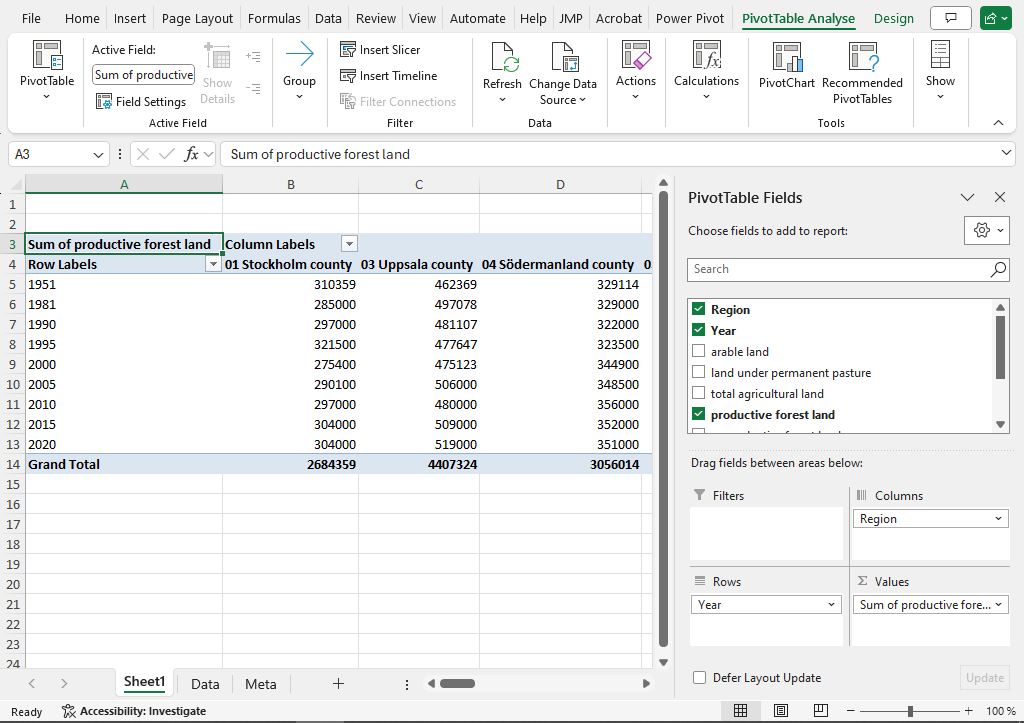 File Home Insert Page Layout Formulas Data Review View Automate Help JMP Acrobat Power Pivot PivotTable Analyse Design
PivotTable
Active Field:
Sum of productive
Field Settings
Show Details
Active Field
Group
Insert Slicer
Insert Timeline
Filter Connections
Filter
Refresh
Change Data Source
Data
Actions
Calculations
PivotChart
Recommended PivotTables
Tools
Show
A3 fx Sum of productive forest land
A B C D
1
2
3 Sum of productive forest land Column Labels
4 Row Labels 01 Stockholm county 03 Uppsala county 04 Södermanland county 0
5 1951 310359 462369 329114
6 1981 285000 497078 329000
7 1990 297000 481107 322000
8 1995 321500 477647 323500
9 2000 275400 475123 344900
10 2005 290100 506000 348500
11 2010 297000 480000 356000
12 2015 304000 509000 352000
13 2020 304000 519000 351000
14 Grand Total 2684359 4407324 3056014
15
16
17
18
19
20
21
22
23
24
PivotTable Fields
Choose fields to add to report:
Search
Region
Year
arable land
land under permanent pasture
total agricultural land
productive forest land
Drag fields between areas below:
Filters
Columns
Region
Rows
Year
Σ Values
Sum of productive fore...
Defer Layout Update
Update
Sheet1 Data Meta
Ready Accessibility: Investigate 100 %